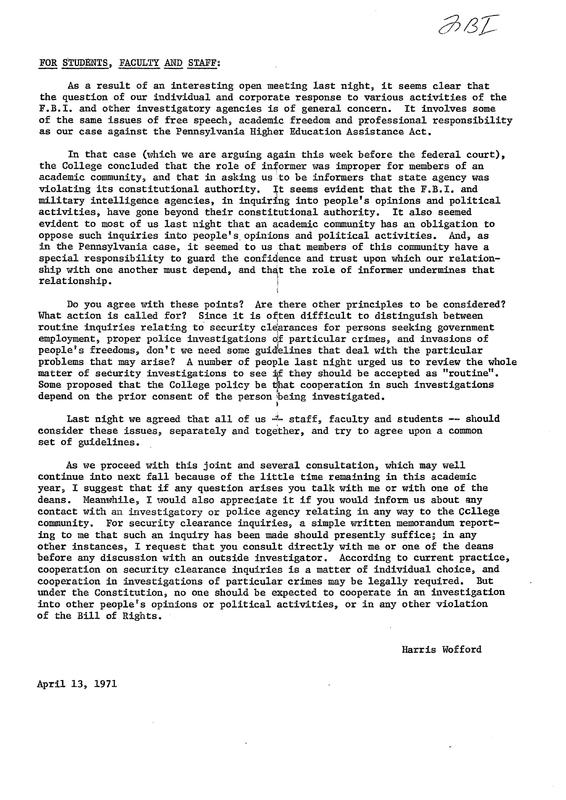 FBI
FOR STUDENTS, FACULTY AND STAFF:
As a result of an interesting open meeting last night, it seems clear that
the question of our individual and corporate response to various activities of the
F.B.I. and other investigatory agencies is of general concern. It involves some
of the same issues of free speech, academic freedom and professional responsibility
as our case against the Pennsylvania Higher Education Assistance Act.
In that case (which we are arguing again this week before the federal court),
the College concluded that the role of informer was improper for members of an
academic community, and that in asking us to be informers that state agency was
violating its constitutional authority. It seems evident that the F.B.I. and
military intelligence agencies, in inquiring into people's opinions and political
activities, have gone beyond their constitutional authority. It also seemed
evident to most of us last night that an academic community has an obligation to
oppose such inquiries into people's opinions and political activities. And, as
in the Pennsylvania case, it seemed to us that members of this community have a
special responsibility to guard the confidence and trust upon which our relation-
ship with one another must depend, and that the role of informer undermines that
relationship.
Do you agree with these points? Are there other principles to be considered?
What action is called for? Since it is often difficult to distinguish between
routine inquiries relating to security clearances for persons seeking government
employment, proper police investigations of particular crimes, and invasions of
people's freedoms, don't we need some guidelines that deal with the particular
problems that may arise? A number of people last night urged us to review the whole
matter of security investigations to see if they should be accepted as "routine".
Some proposed that the College policy be that cooperation in such investigations
depend on the prior consent of the person being investigated.
Last night we agreed that all of us -- staff, faculty and students -- should
consider these issues, separately and together, and try to agree upon a common
set of guidelines.
As we proceed with this joint and several consultation, which may well
continue into next fall because of the little time remaining in this academic
year, I suggest that if any question arises you talk with me or with one of the
deans. Meanwhile, I would also appreciate it if you would inform us about any
contact with an investigatory or police agency relating in any way to the College
community. For security clearance inquiries, a simple written memorandum report-
ing to me that such an inquiry has been made should presently suffice; in any
other instances, I request that you consult directly with me or one of the deans
before any discussion with an outside investigator. According to current practice,
cooperation on security clearance inquiries is a matter of individual choice, and
cooperation in investigations of particular crimes may be legally required. But
under the Constitution, no one should be expected to cooperate in an investigation
into other people's opinions or political activities, or in any other violation
of the Bill of Rights.
Harris Wofford
April 13, 1971